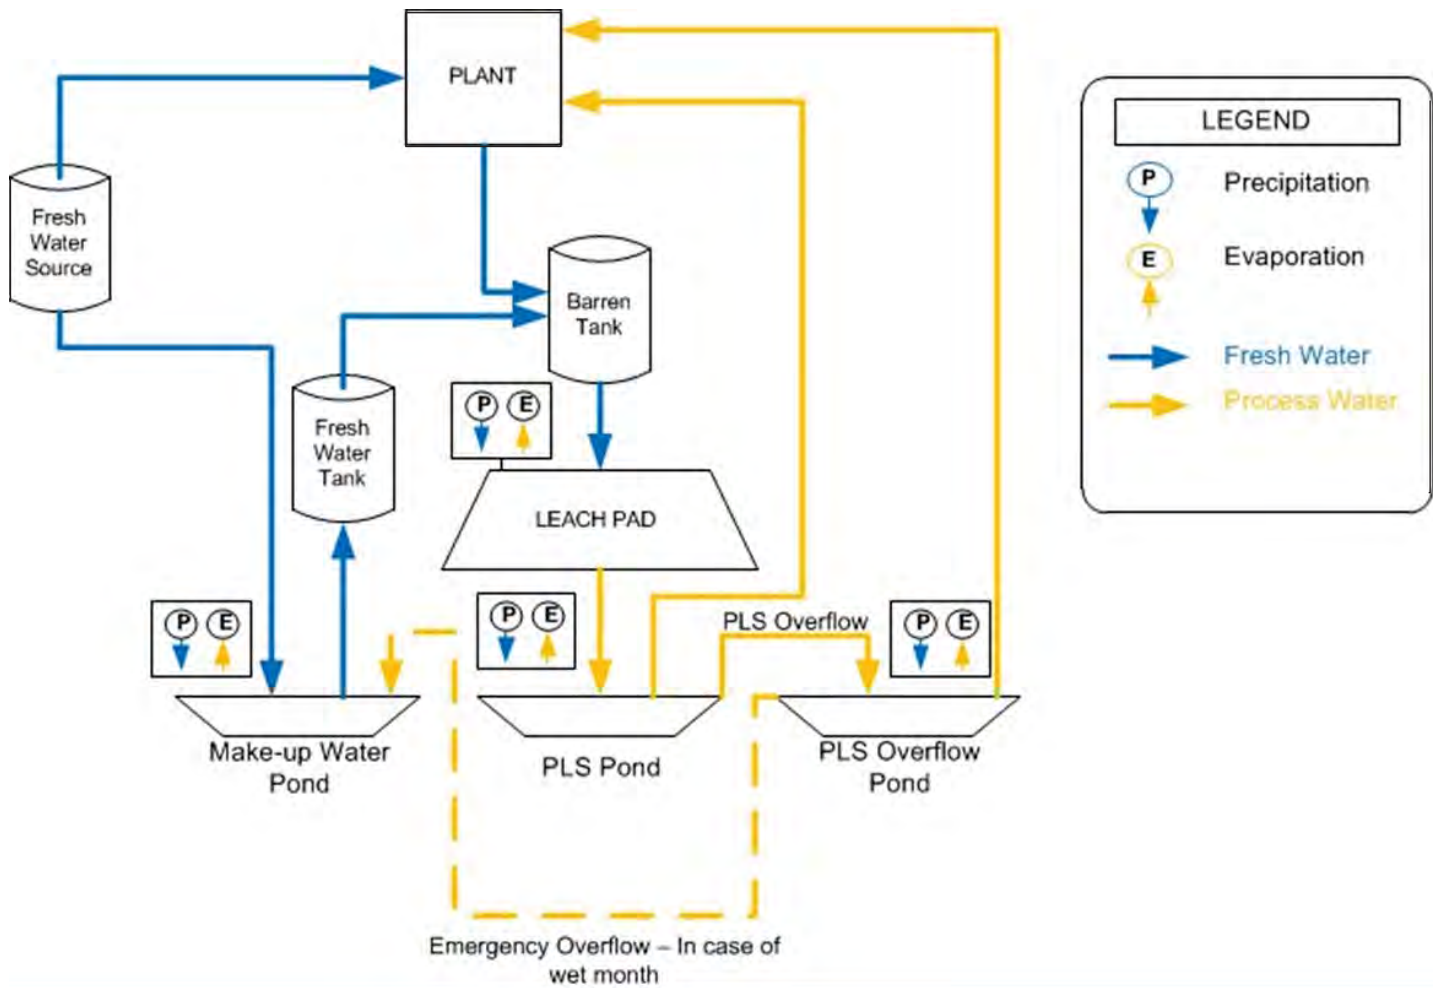 PLANT
LEGEND
P
Precipitation
E
Evaporation
Fresh Water
Process Water
Fresh
Water
Source
Barren
Tank
Fresh
Water
Tank
P E
LEACH PAD
P E
P E
PLS Overflow
P E
Make-up Water
Pond
PLS Pond
PLS Overflow
Pond
Emergency Overflow – In case of
wet month